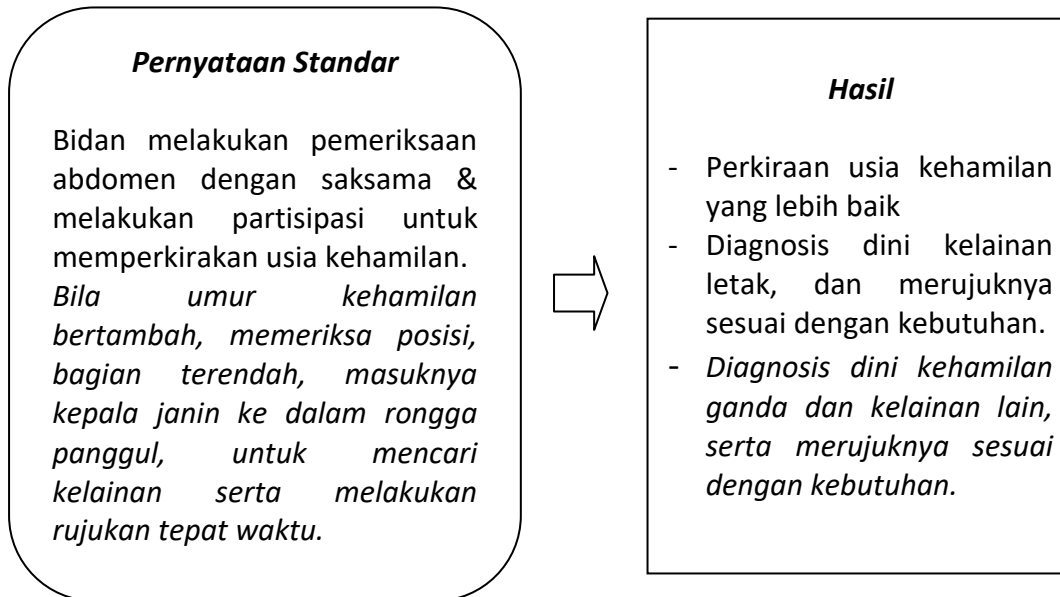 Pernyataan Standar
Bidan melakukan pemeriksaan
abdomen dengan saksama &
melakukan partisipasi untuk
memperkirakan usia kehamilan.
Bila umur kehamilan
bertambah, memeriksa posisi,
bagian terendah, masuknya
kepala janin ke dalam rongga
panggul, untuk mencari
kelainan serta melakukan
rujukan tepat waktu.
Hasil
- Perkiraan usia kehamilan
yang lebih baik
- Diagnosis dini kelainan
letak, dan merujuknya
sesuai dengan kebutuhan.
- Diagnosis dini kehamilan
ganda dan kelainan lain,
serta merujuknya sesuai
dengan kebutuhan.